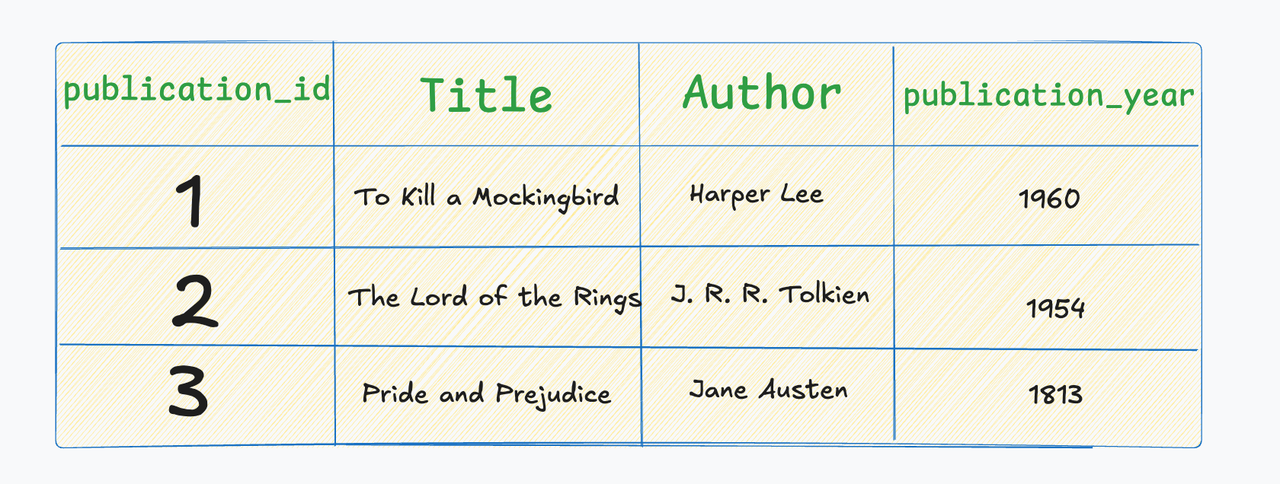 publication_id Title Author publication_year
1 To Kill a Mockingbird Harper Lee 1960
2 The Lord of the Rings J. R. R. Tolkien 1954
3 Pride and Prejudice Jane Austen 1813